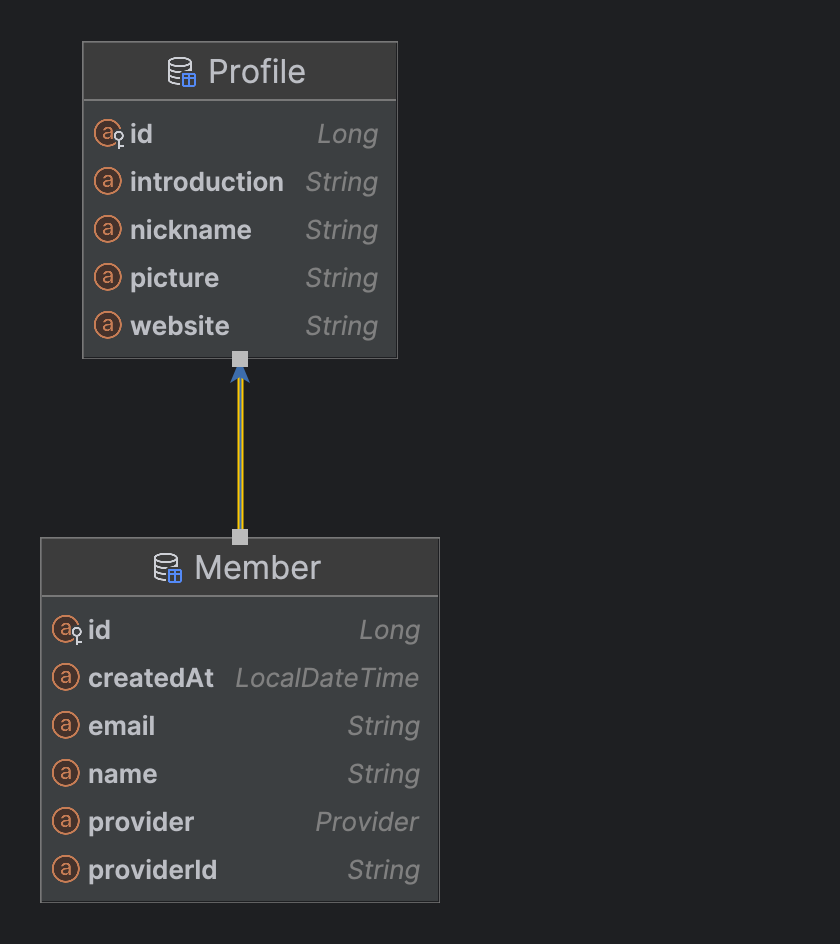 Profile
id Long
introduction String
nickname String
picture String
website String
Member
id Long
createdAt LocalDateTime
email String
name String
provider Provider
providerId String